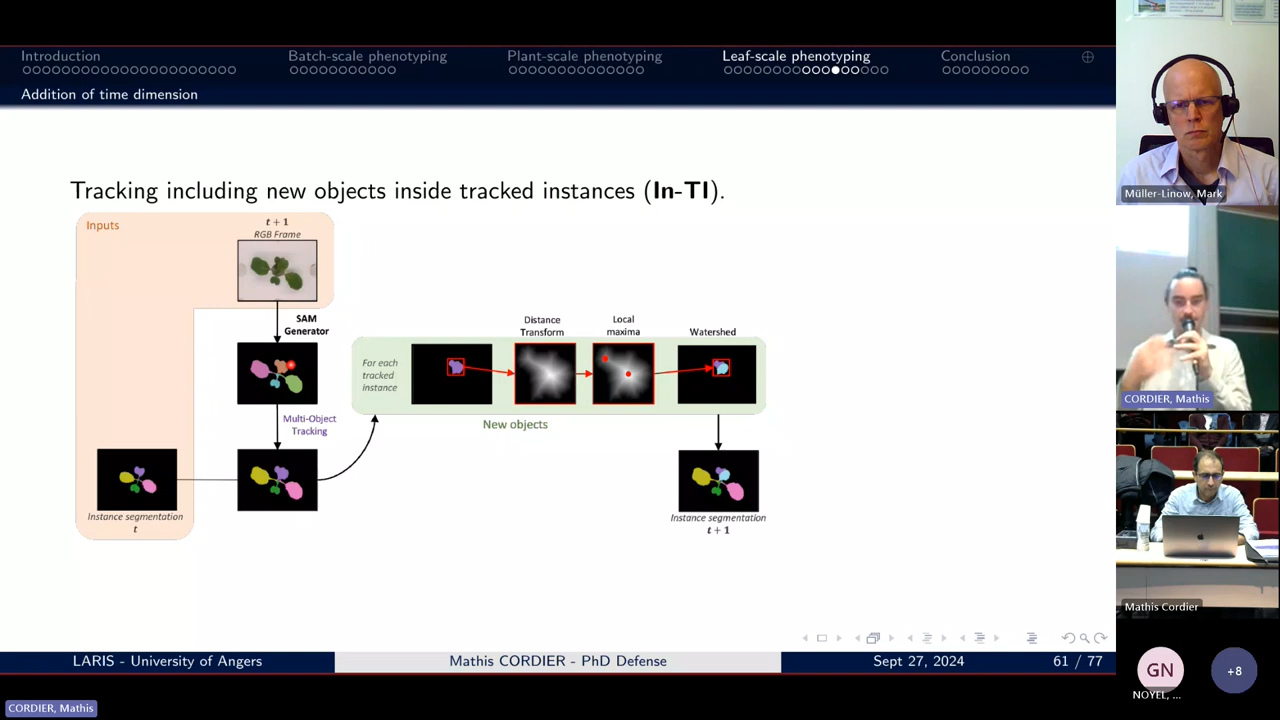 Introduction
Batch-scale phenotyping
Plant-scale phenotyping
Leaf-scale phenotyping
Conclusion
Addition of time dimension
Tracking including new objects inside tracked instances (In-TI).
Inputs
t + 1
RGB Frame
SAM
Generator
Multi-Object
Tracking
Instance segmentation
t
For each
tracked
instance
Distance
Transform
Local
maxima
Watershed
New objects
Instance segmentation
t + 1
LARIS - University of Angers
Mathis CORDIER - PhD Defense
Sept 27, 2024
61 / 77
CORDIER, Mathis
Müller-Linow, Mark
CORDIER, Mathis
Mathis Cordier
GN
NOYEL, ...
+8